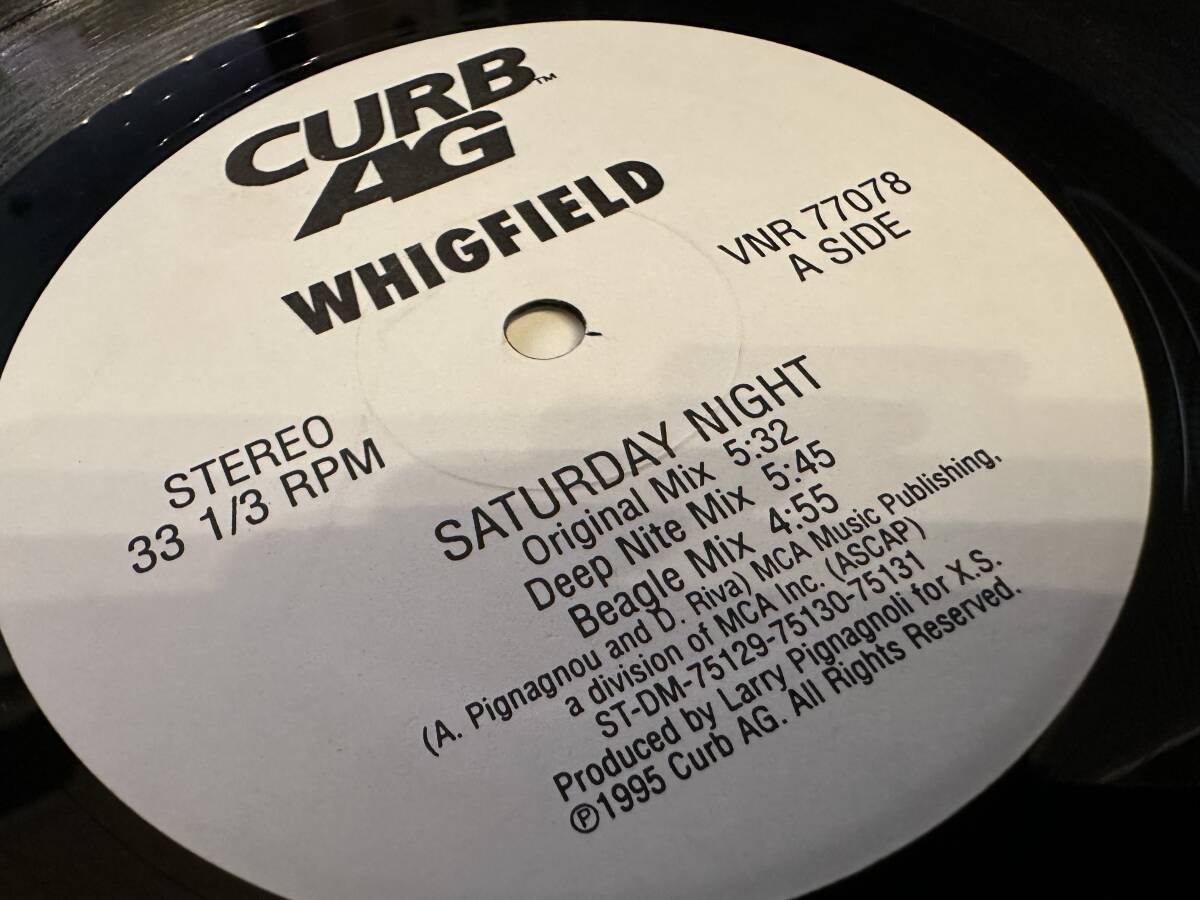 CURB™
AG
WHIGFIELD
VNR 77078
A SIDE
STEREO
33 1/3 RPM
SATURDAY NIGHT
Original Mix 5:32
Deep Nite Mix 5:45
Beagle Mix 4:55
(A. Pignagnou and D. Riva) MCA Music Publishing,
a division of MCA Inc. (ASCAP)
ST-DM-75129-75130-75131
Produced by Larry Pignagnoli for X.S.
℗1995 Curb AG. All Rights Reserved.